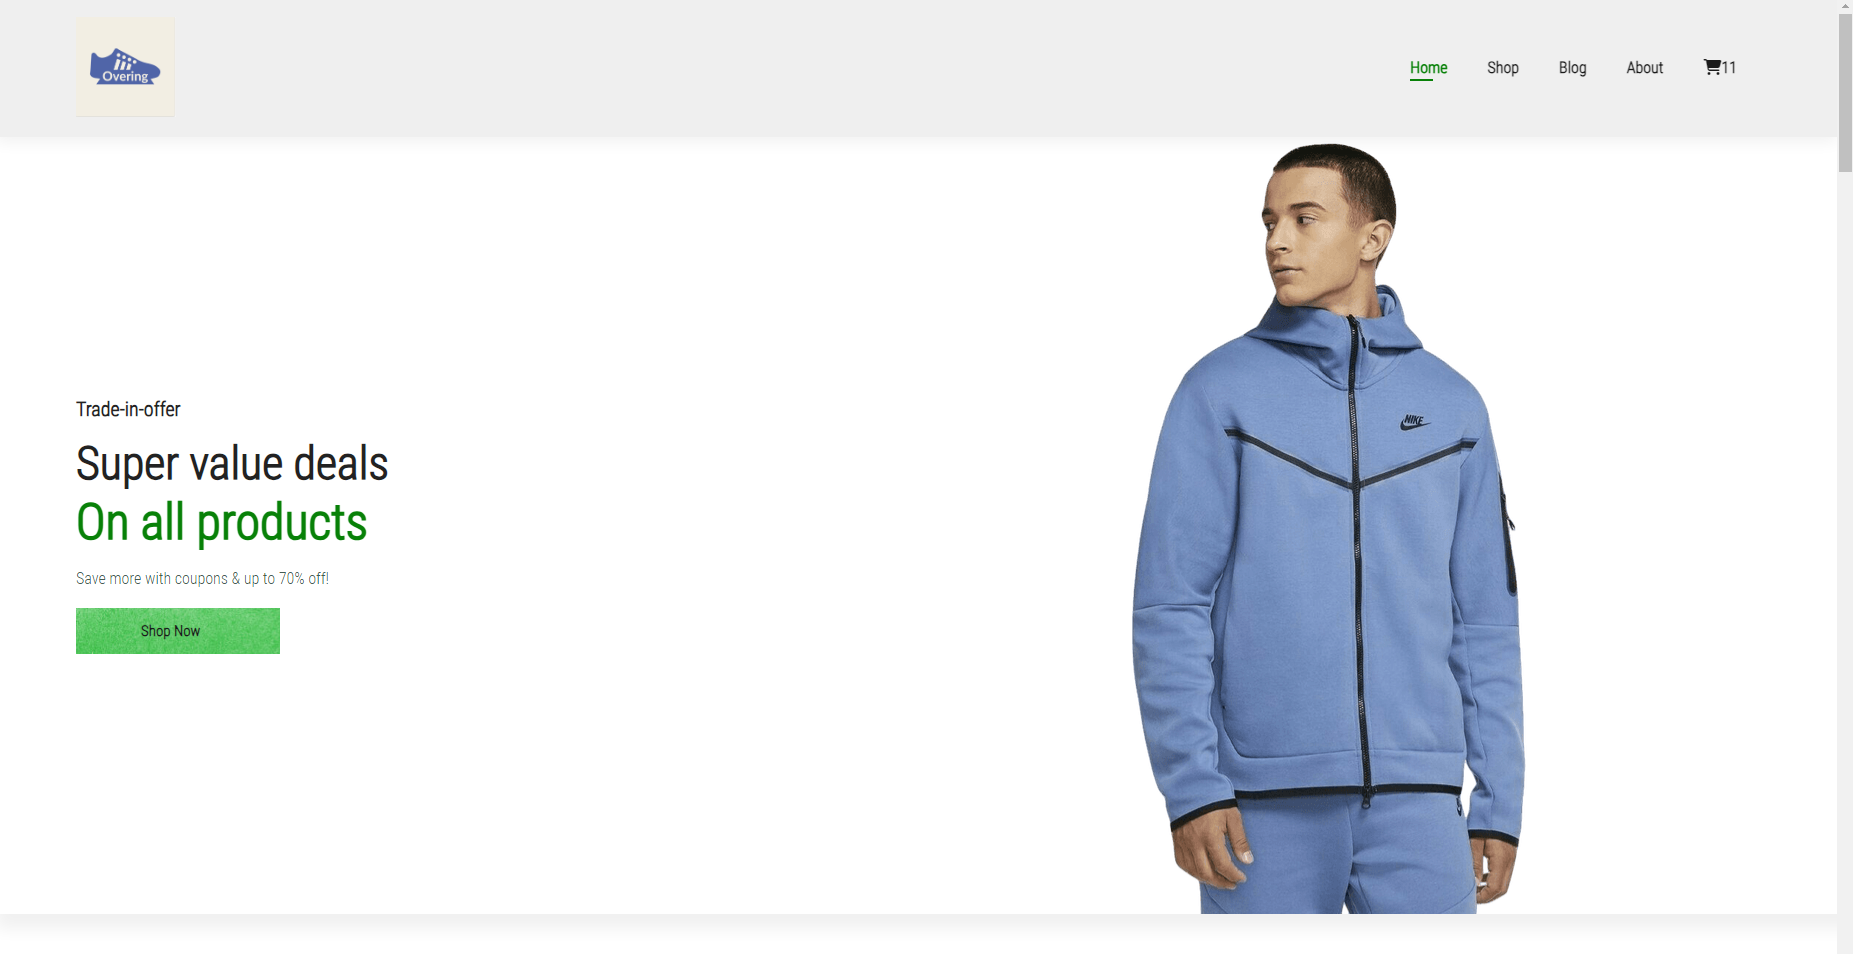 Overing
Home Shop Blog About 11
NIKE
Trade-in-offer
Super value deals
On all products
Save more with coupons & up to 70% off!
Shop Now